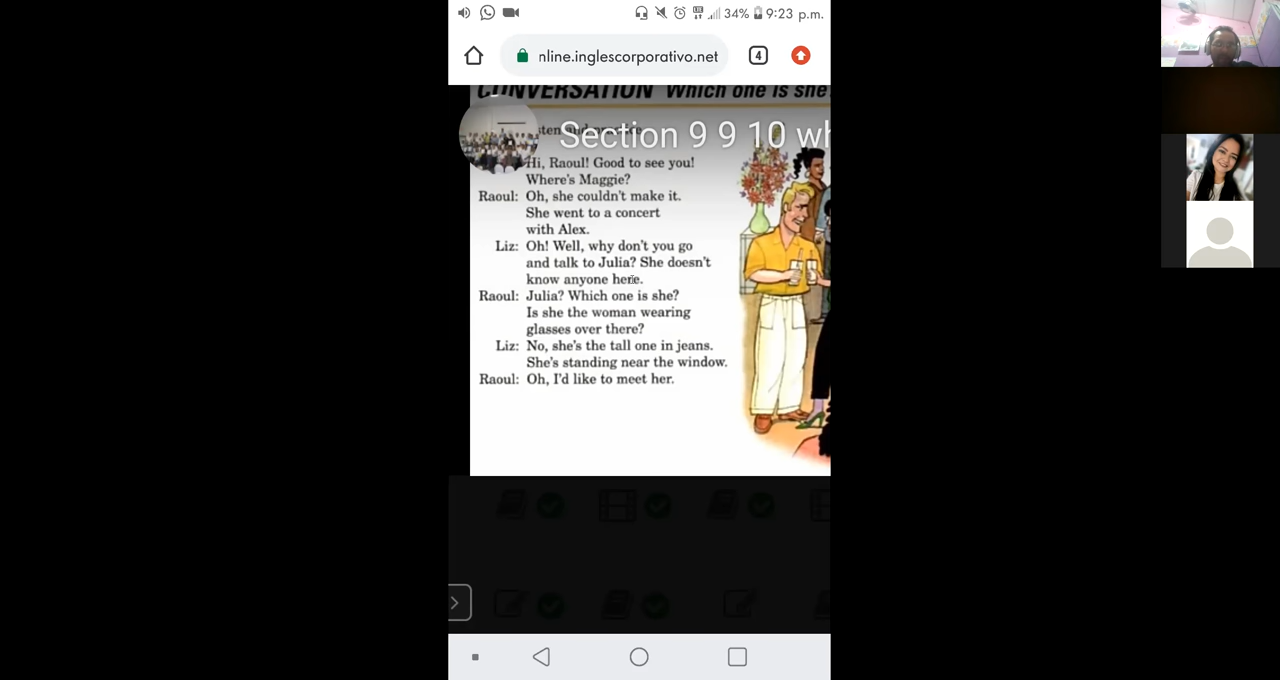 34% 9:23 p.m.
nline.inglescorporativo.net
4
CONVERSATION Which one is she
Section 9 9 10 wh
Hi, Raoul! Good to see you!
Where's Maggie?
Raoul: Oh, she couldn't make it.
She went to a concert
with Alex.
Liz: Oh! Well, why don't you go
and talk to Julia? She doesn't
know anyone here.
Raoul: Julia? Which one is she?
Is she the woman wearing
glasses over there?
Liz: No, she's the tall one in jeans.
She's standing near the window.
Raoul: Oh, I'd like to meet her.